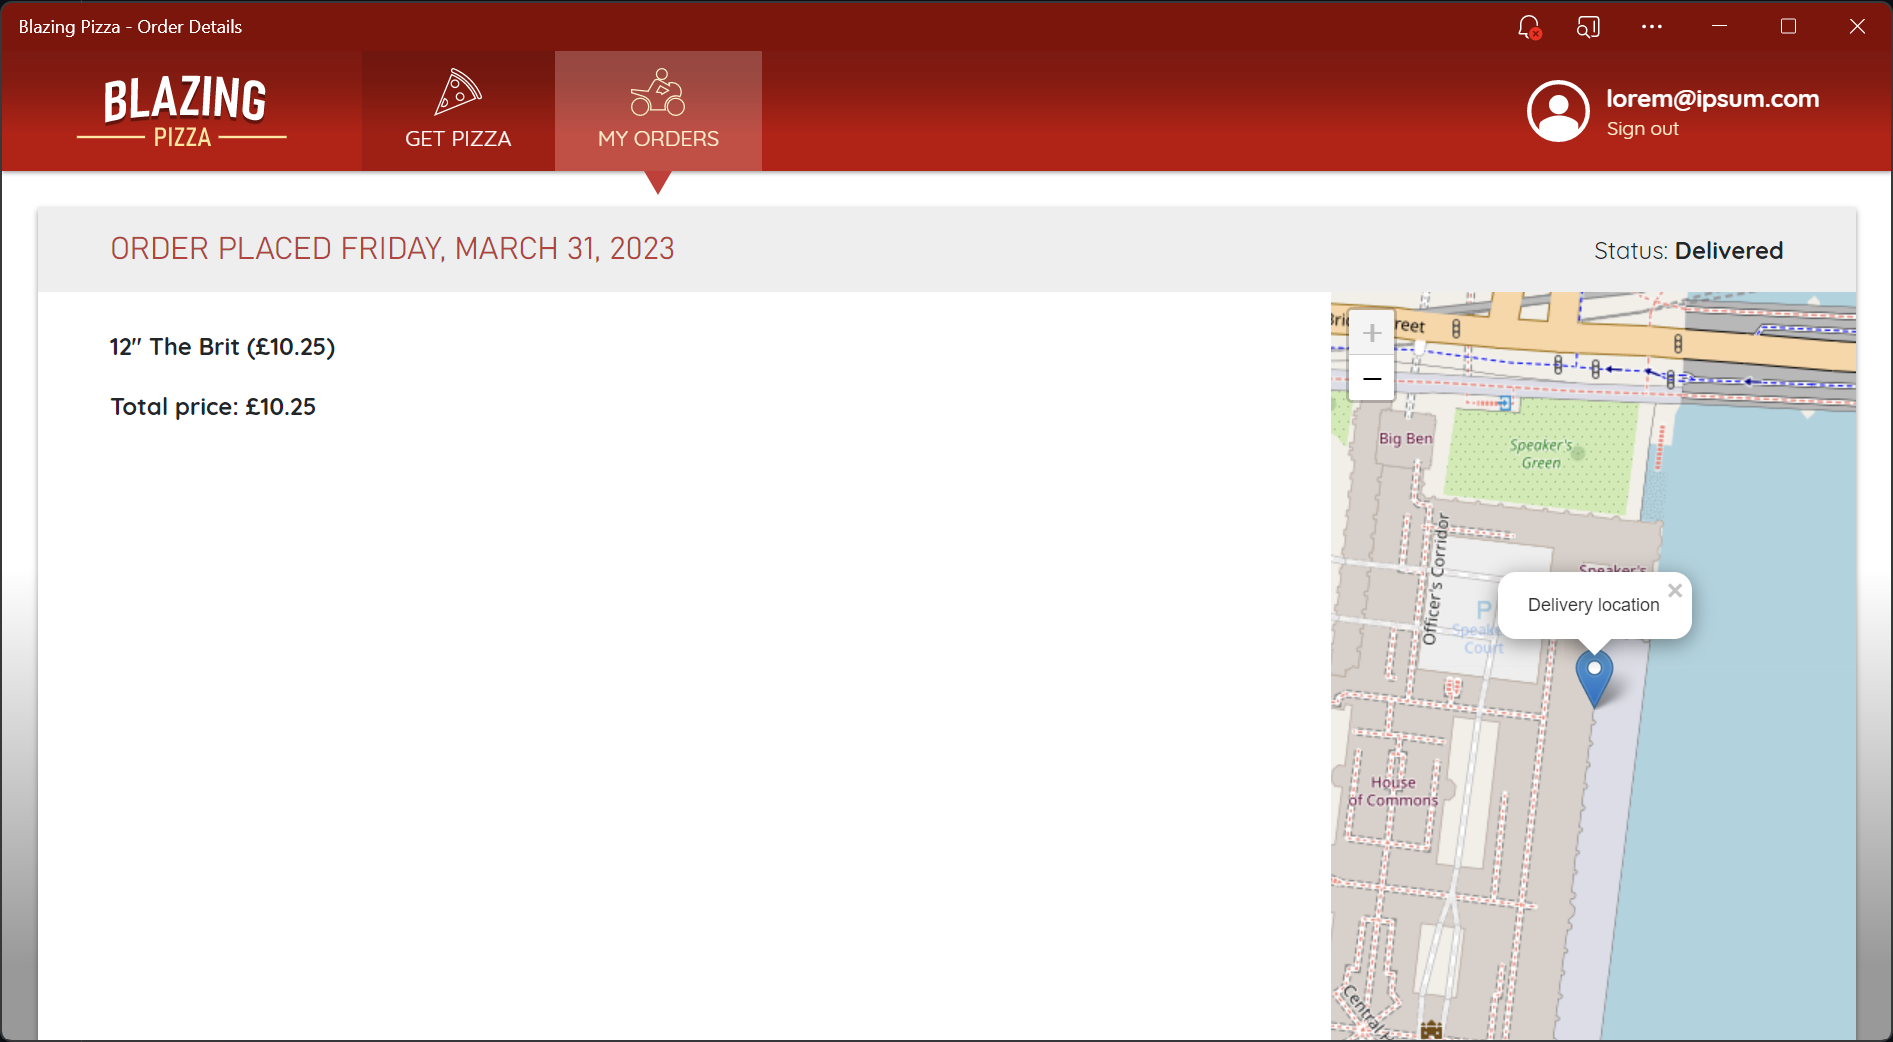 Blazing Pizza - Order Details
BLAZING
PIZZA
GET PIZZA
MY ORDERS
lorem@ipsum.com
Sign out
ORDER PLACED FRIDAY, MARCH 31, 2023
Status: Delivered
12" The Brit (£10.25)
Total price: £10.25
+
−
reet
Big Ben
Speaker's
Green
Officer's Corridor
Speaker's
Delivery location
×
P
Court
House
of Commons
Central